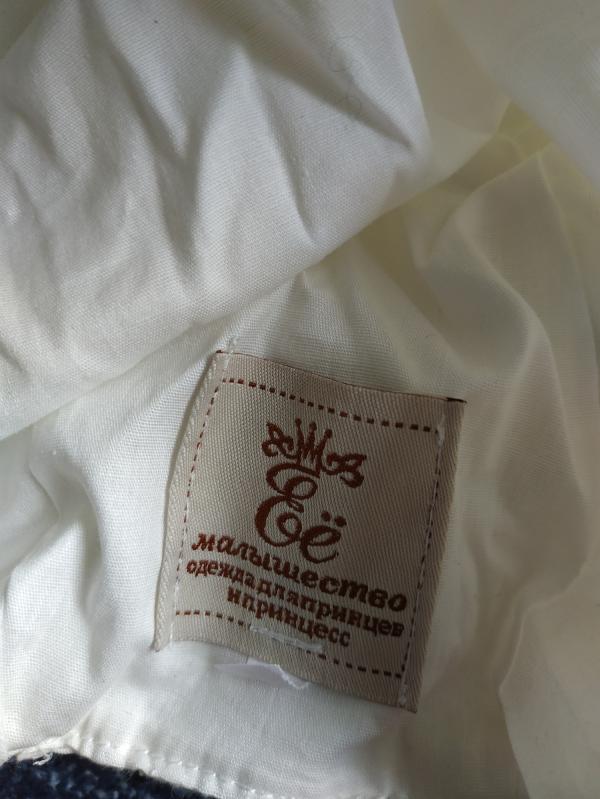 Её
малышество
одежда для принцев
и принцесс